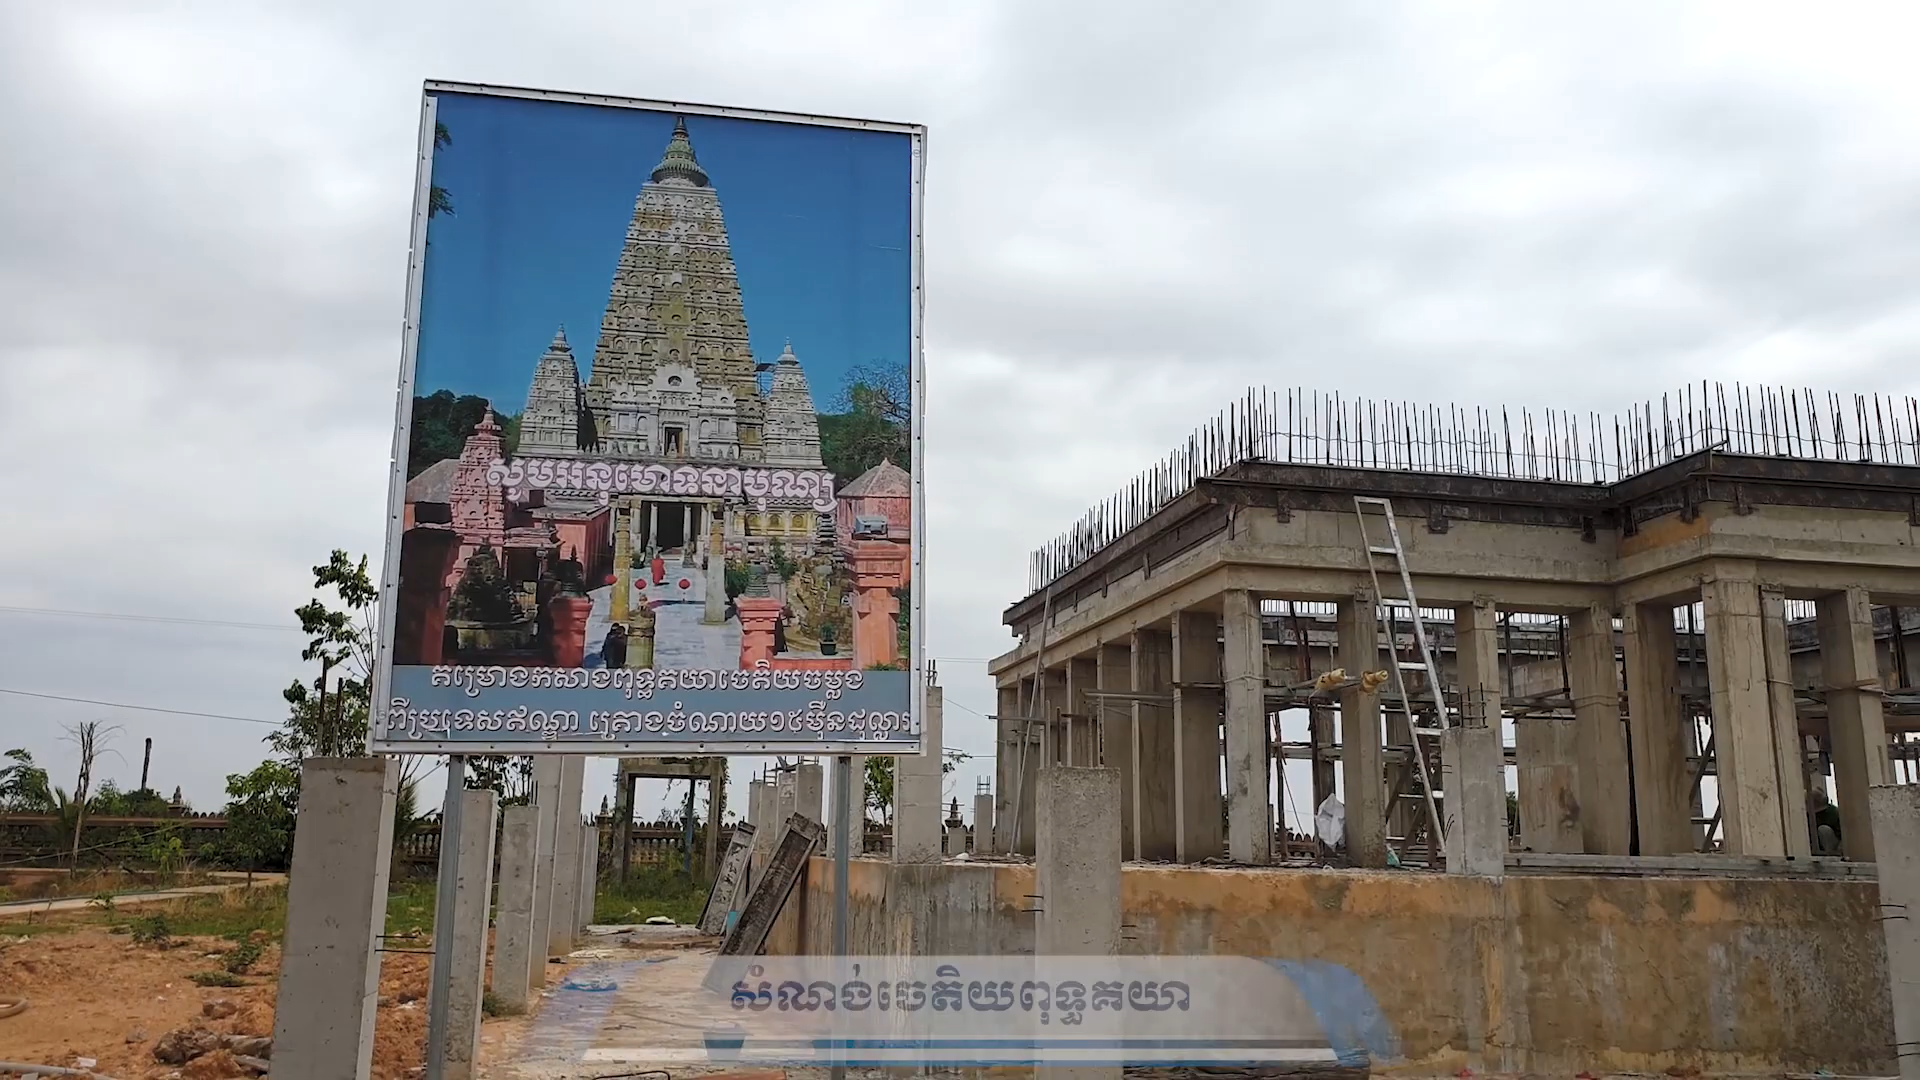 សូមអនុមោទនាបុណ្យ
គម្រោងកសាងពុទ្ធគយាចេតិយចម្លង
ពីប្រទេសឥណ្ឌា គ្រោងចំណាយ១៥ម៉ឺនដុល្លារ
សំណង់ចេតិយពុទ្ធគយា